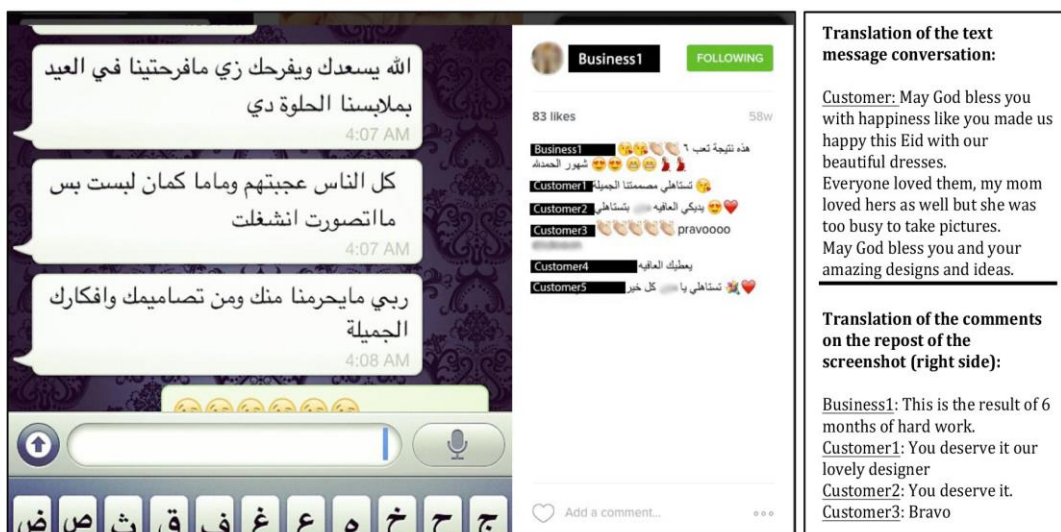 الله يسعدك ويفرحك زي مافرحتينا في العيد
بملابسنا الحلوة دي
4:07 AM
كل الناس عجبتهم وماما كمان لبست بس
مااتصورت انشغلت
4:07 AM
ربي مايحرمنا منك ومن تصاميمك وافكارك
الجميلة
4:08 AM
😘😘😘😘😘😘
ض ص ث ق ف غ ع ه خ ح ج
Business1
FOLLOWING
83 likes
58w
Business1 هذه نتيجة تعب ٦
شهور الحمدلله
Customer1 تستاهلي مصممتنا الجميلة 😘
Customer2 يديكي العافيه بتستاهلي 😍❤
Customer3 👏👏👏👏👏 pravoooo
Customer4 يعطيك العافيه
Customer5 تستاهلي يا كل خير
Add a comment...
Translation of the text
message conversation:
Customer: May God bless you
with happiness like you made us
happy this Eid with our
beautiful dresses.
Everyone loved them, my mom
loved hers as well but she was
too busy to take pictures.
May God bless you and your
amazing designs and ideas.
Translation of the comments
on the repost of the
screenshot (right side):
Business1: This is the result of 6
months of hard work.
Customer1: You deserve it our
lovely designer
Customer2: You deserve it.
Customer3: Bravo